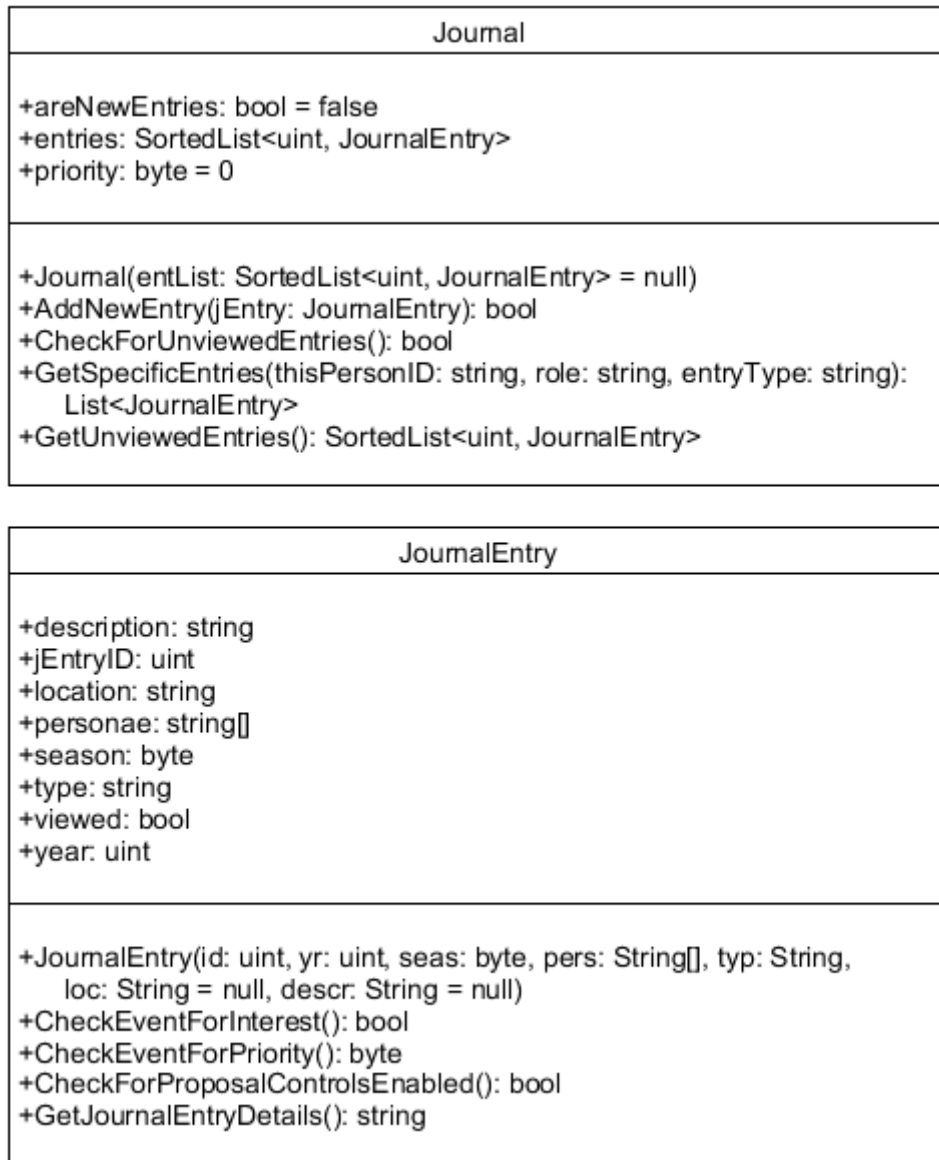 Journal
+areNewEntries: bool = false
+entries: SortedList<uint, JournalEntry>
+priority: byte = 0
+Journal(entList: SortedList<uint, JournalEntry> = null)
+AddNewEntry(jEntry: JournalEntry): bool
+CheckForUnviewedEntries(): bool
+GetSpecificEntries(thisPersonID: string, role: string, entryType: string):
List<JournalEntry>
+GetUnviewedEntries(): SortedList<uint, JournalEntry>
JournalEntry
+description: string
+jEntryID: uint
+location: string
+personae: string[]
+season: byte
+type: string
+viewed: bool
+year: uint
+JournalEntry(id: uint, yr: uint, seas: byte, pers: String[], typ: String,
loc: String = null, descr: String = null)
+CheckEventForInterest(): bool
+CheckEventForPriority(): byte
+CheckForProposalControlsEnabled(): bool
+GetJournalEntryDetails(): string